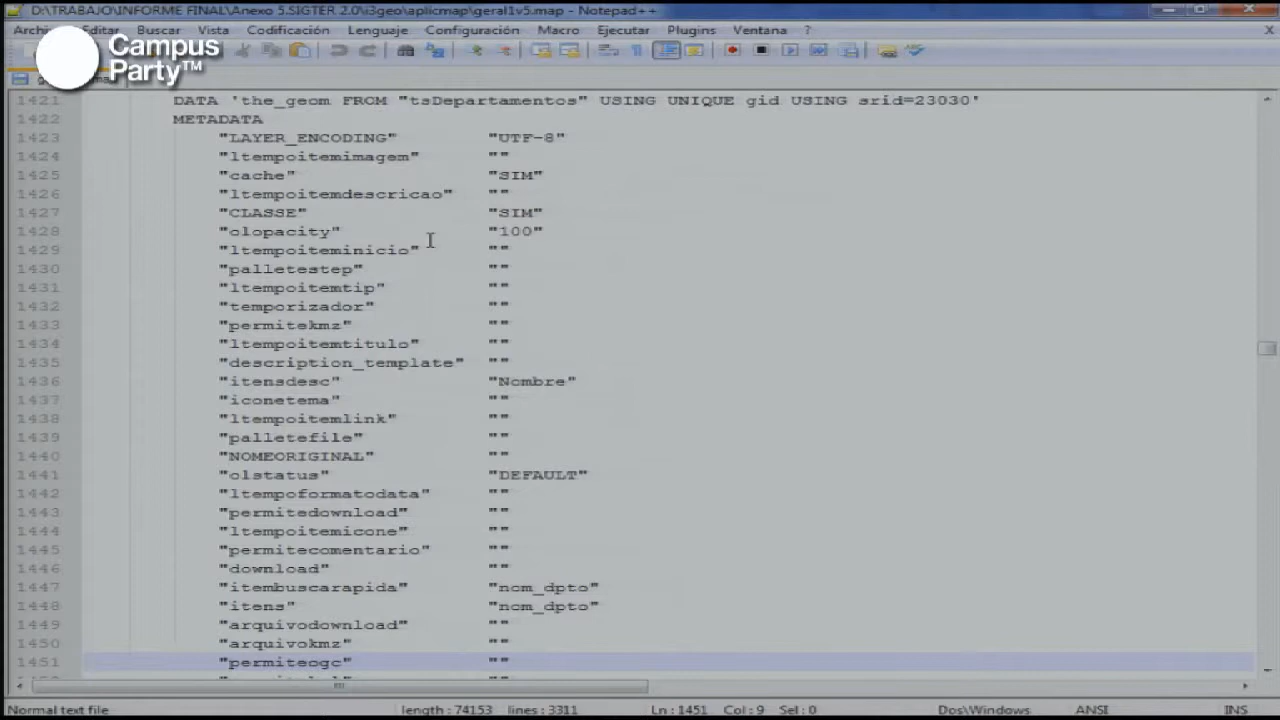 D:\TRABAJO\INFORME FINAL\Anexo 5.SIGTER 2.0\i3geo\aplicmap\geral1v5.map - Notepad++
Editar Buscar Vista Codificación Lenguaje Configuración Macro Ejecutar Plugins Ventana ? X
Campus
Party™
1421 DATA 'the_geom FROM "tsDepartamentos" USING UNIQUE gid USING srid=23030'
1422 METADATA
1423 "LAYER_ENCODING" "UTF-8"
1424 "ltempoitemimagem" ""
1425 "cache" "SIM"
1426 "ltempoitemdescricao" ""
1427 "CLASSE" "SIM"
1428 "olopacity" "100"
1429 "ltempoiteminicio" ""
1430 "palletestep" ""
1431 "ltempoitemtip" ""
1432 "temporizador" ""
1433 "permitekmz" ""
1434 "ltempoitemtitulo" ""
1435 "description_template" ""
1436 "itensdesc" "Nombre"
1437 "iconetema" ""
1438 "ltempoitemlink" ""
1439 "palletefile" ""
1440 "NOMEORIGINAL" ""
1441 "olstatus" "DEFAULT"
1442 "ltempoformatodata" ""
1443 "permitedownload" ""
1444 "ltempoitemicone" ""
1445 "permitecomentario" ""
1446 "download" ""
1447 "itembuscarapida" "nom_dpto"
1448 "itens" "nom_dpto"
1449 "arquivodownload" ""
1450 "arquivokmz" ""
1451 "permiteogc" ""
Normal text file length : 74153 lines : 3311 Ln : 1451 Col : 9 Sel : 0 Dos\Windows ANSI INS